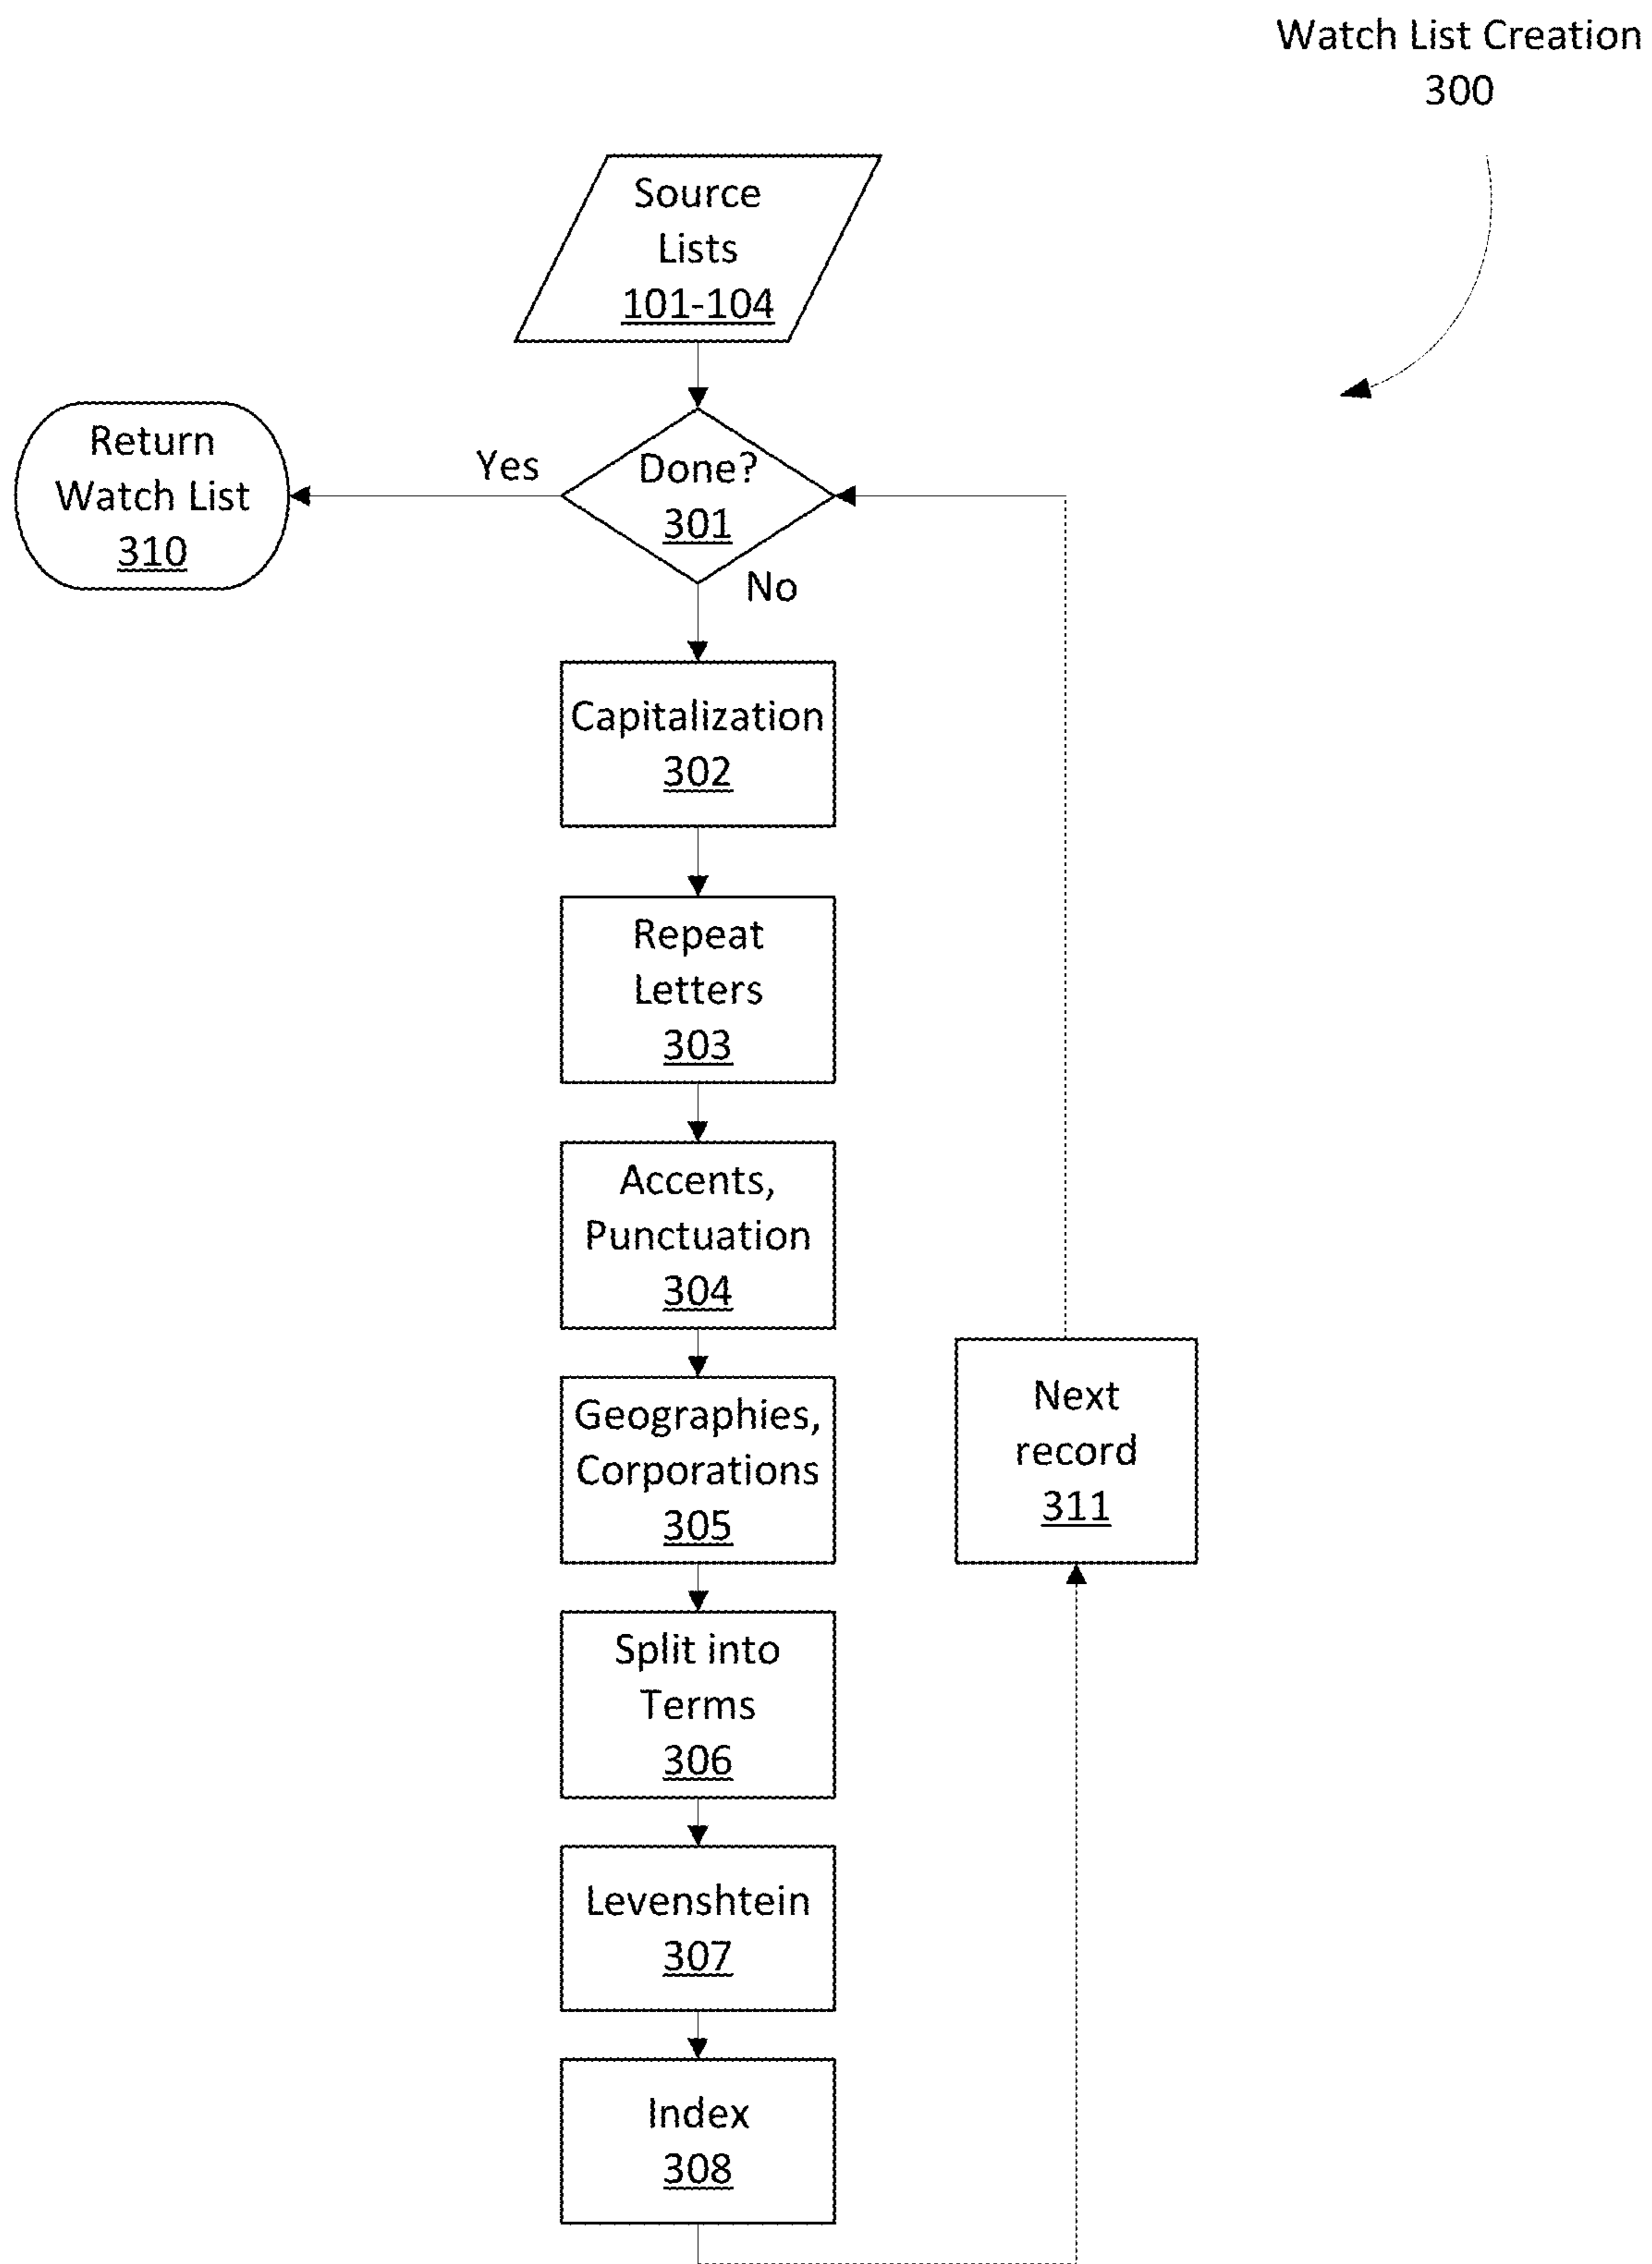 Watch List Creation
300
Source
Lists
101-104
Return
Watch List
310
Yes
Done?
301
No
Capitalization
302
Repeat
Letters
303
Accents,
Punctuation
304
Geographies,
Corporations
305
Next
record
311
Split into
Terms
306
Levenshtein
307
Index
308